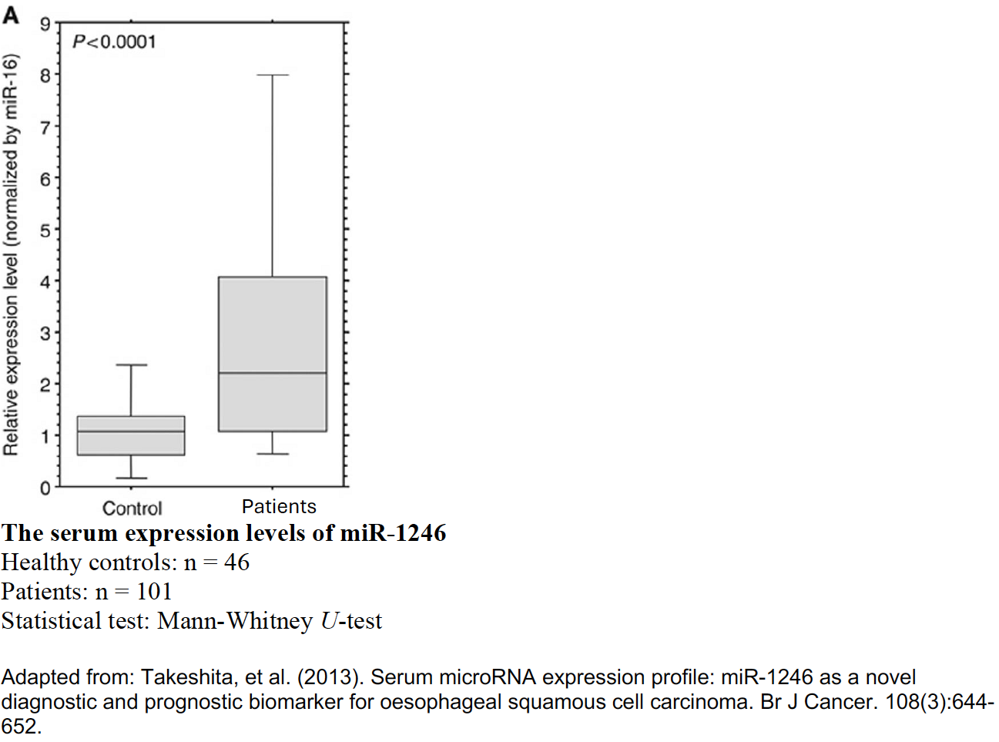 A
9
P<0.0001
8
7
6
5
4
3
2
1
0
Relative expression level (normalized by miR-16)
Control Patients
The serum expression levels of miR-1246
Healthy controls: n = 46
Patients: n = 101
Statistical test: Mann-Whitney U-test
Adapted from: Takeshita, et al. (2013). Serum microRNA expression profile: miR-1246 as a novel
diagnostic and prognostic biomarker for oesophageal squamous cell carcinoma. Br J Cancer. 108(3):644-
652.